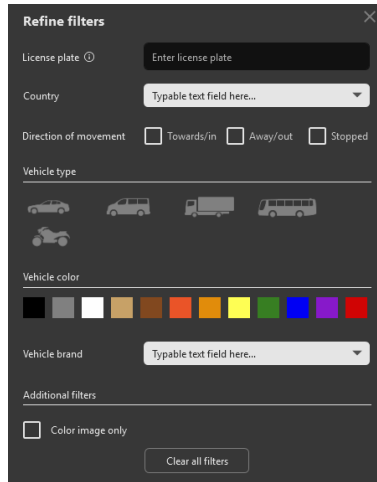 Refine filters
License plate
Enter license plate
Country
Typable text field here...
Direction of movement
Towards/in
Away/out
Stopped
Vehicle type
Vehicle color
Vehicle brand
Typable text field here...
Additional filters
Color image only
Clear all filters